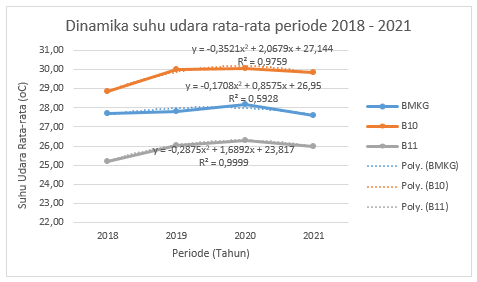 Dinamika suhu udara rata-rata periode 2018 - 2021
Suhu Udara Rata-rata (oC)
31,00
30,00
29,00
28,00
27,00
26,00
25,00
24,00
23,00
22,00
y = -0,3521x² + 2,0679x + 27,144
R² = 0,9759
y = -0,1708x² + 0,8575x + 26,95
R² = 0,5928
y = -0,2875x² + 1,6892x + 23,817
R² = 0,9999
2018 2019 2020 2021
Periode (Tahun)
BMKG
B10
B11
Poly. (BMKG)
Poly. (B10)
Poly. (B11)